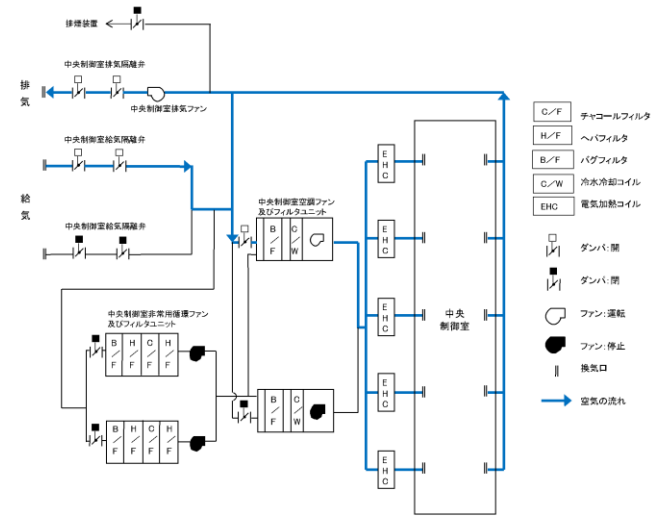 排煙装置
中央制御室排気隔離弁
排
気
中央制御室排気ファン
中央制御室給気隔離弁
給
気
中央制御室給気隔離弁
中央制御室空調ファン
及びフィルタユニット
B
／
F
C
／
W
中央制御室非常用循環ファン
及びフィルタユニット
B
／
F
H
／
F
C
／
F
H
／
F
B
／
F
H
／
F
C
／
F
H
／
F
B
／
F
C
／
W
E
H
C
E
H
C
E
H
C
E
H
C
E
H
C
中央
制御室
C／F チャコールフィルタ
H／F ヘパフィルタ
B／F バグフィルタ
C／W 冷水冷却コイル
EHC 電気加熱コイル
ダンパ：開
ダンパ：閉
ファン：運転
ファン：停止
換気口
空気の流れ